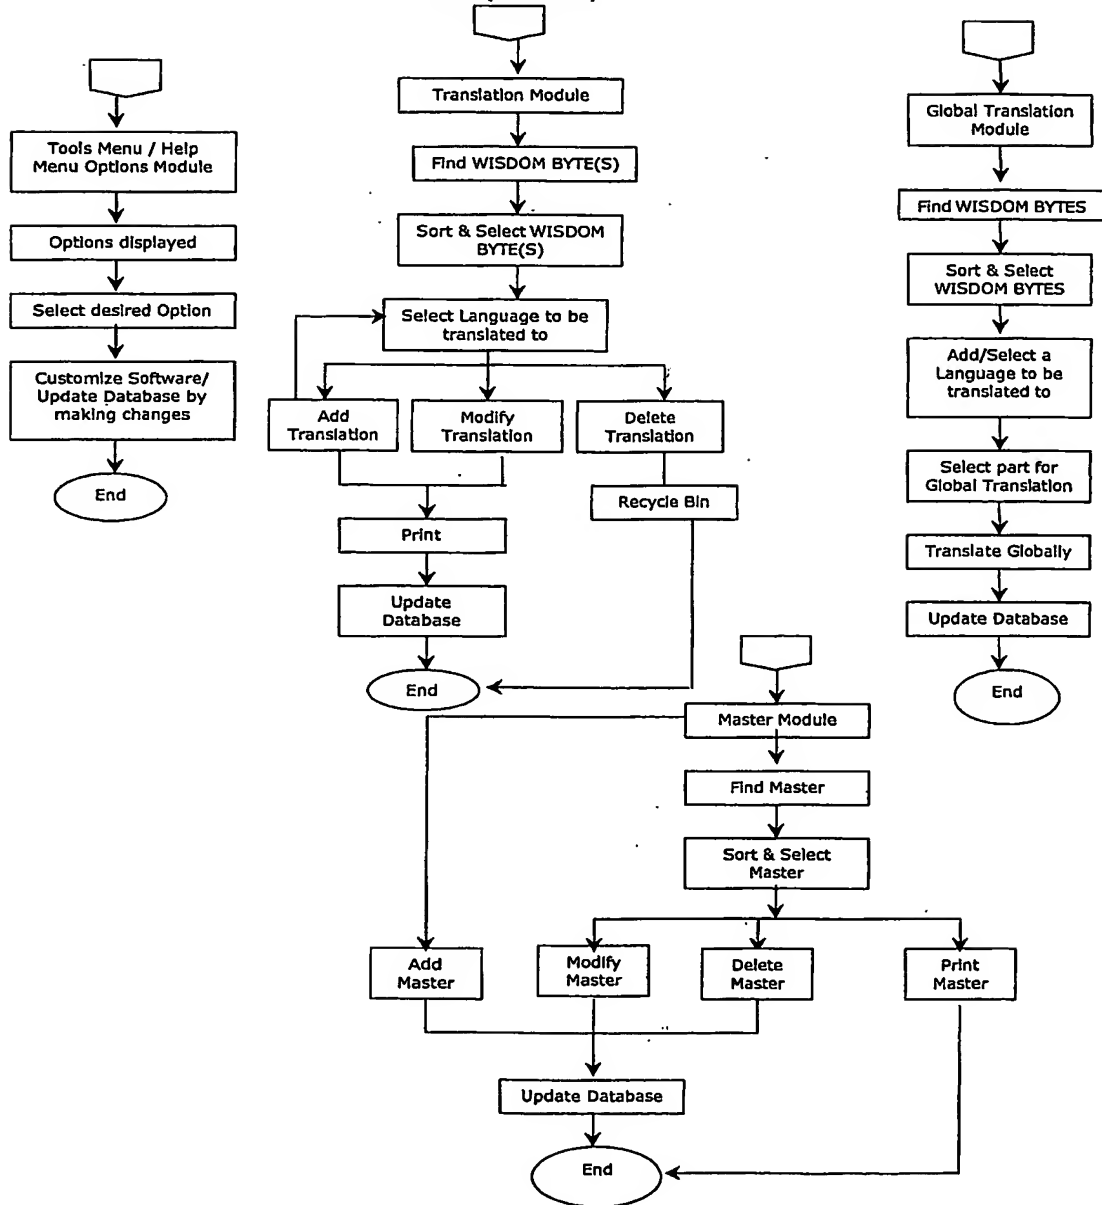 Tools Menu / Help
Menu Options Module
Options displayed
Select desired Option
Customize Software/
Update Database by
making changes
End
Translation Module
Find WISDOM BYTE(S)
Sort & Select WISDOM
BYTE(S)
Select Language to be
translated to
Add
Translation
Modify
Translation
Delete
Translation
Recycle Bin
Print
Update
Database
End
Global Translation
Module
Find WISDOM BYTES
Sort & Select
WISDOM BYTES
Add/Select a
Language to be
translated to
Select part for
Global Translation
Translate Globally
Update Database
End
Master Module
Find Master
Sort & Select
Master
Add
Master
Modify
Master
Delete
Master
Print
Master
Update Database
End